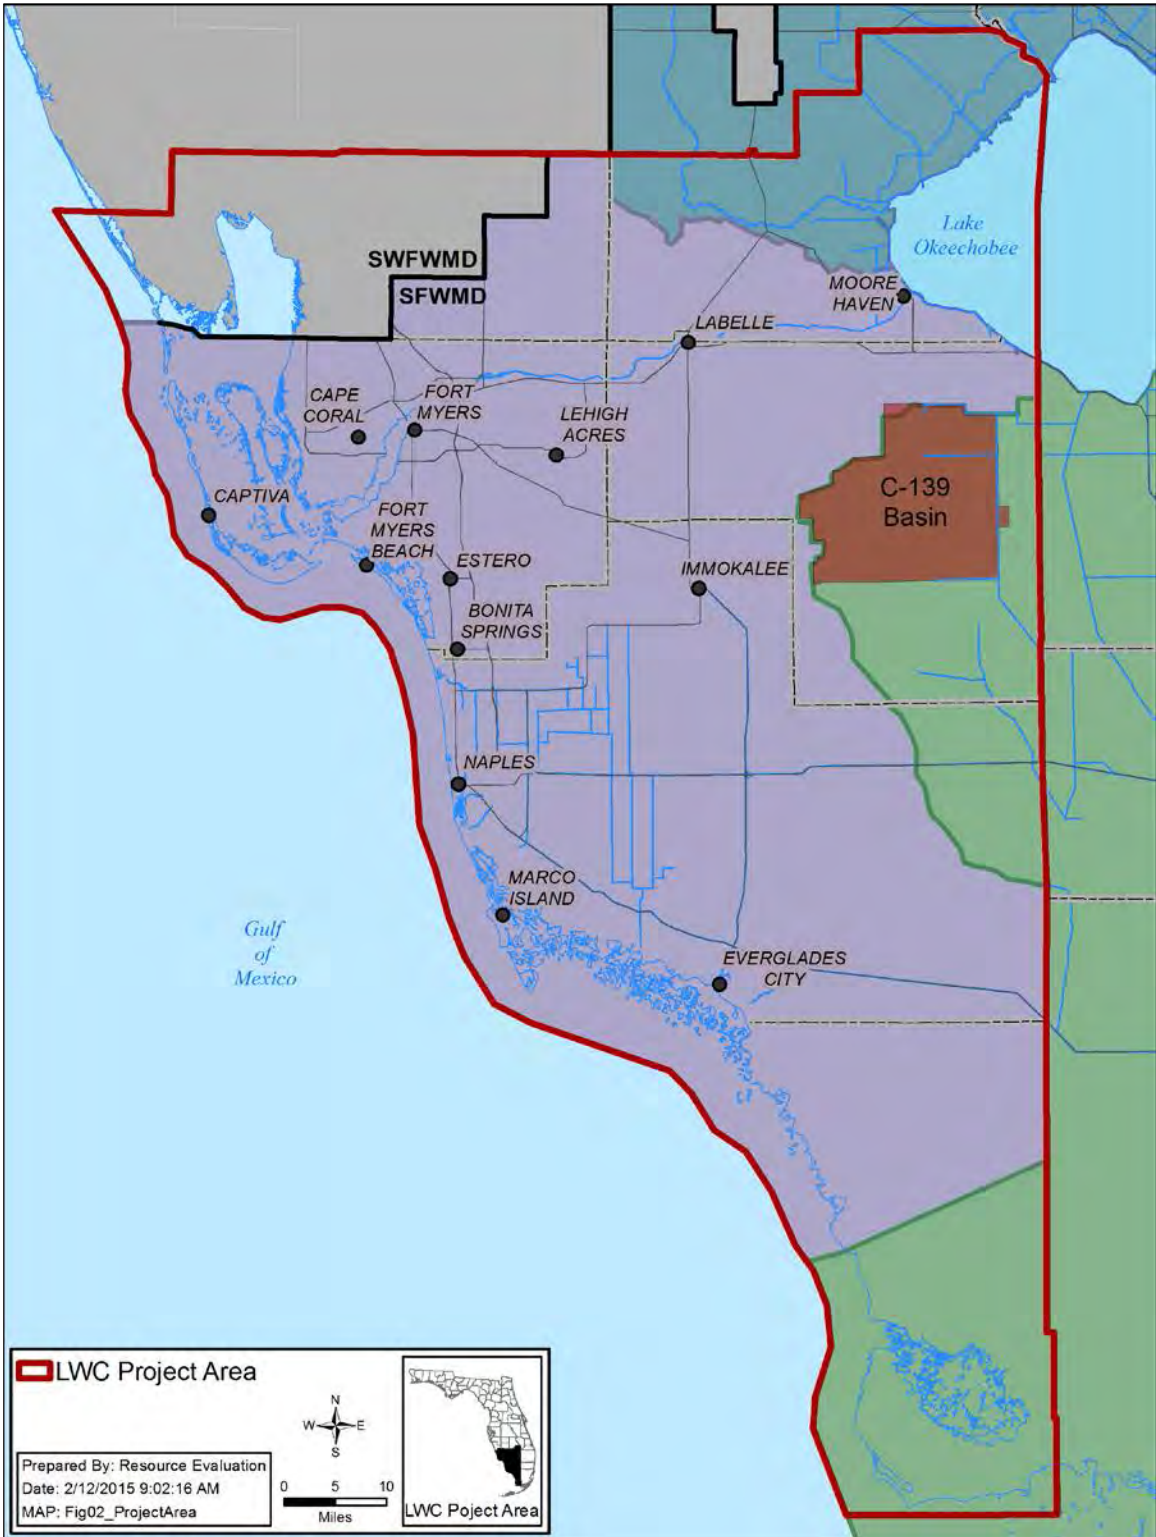 Lake
Okeechobee
SWFWMD
SFWMD
MOORE
HAVEN
LABELLE
CAPE
CORAL
FORT
MYERS
LEHIGH
ACRES
C-139
Basin
CAPTIVA
FORT
MYERS
BEACH
ESTERO
IMMOKALEE
BONITA
SPRINGS
NAPLES
MARCO
ISLAND
Gulf
of
Mexico
EVERGLADES
CITY
LWC Project Area
N
W E
S
Prepared By: Resource Evaluation
Date: 2/12/2015 9:02:16 AM
MAP: Fig02_ProjectArea
0 5 10
Miles
LWC Poject Area